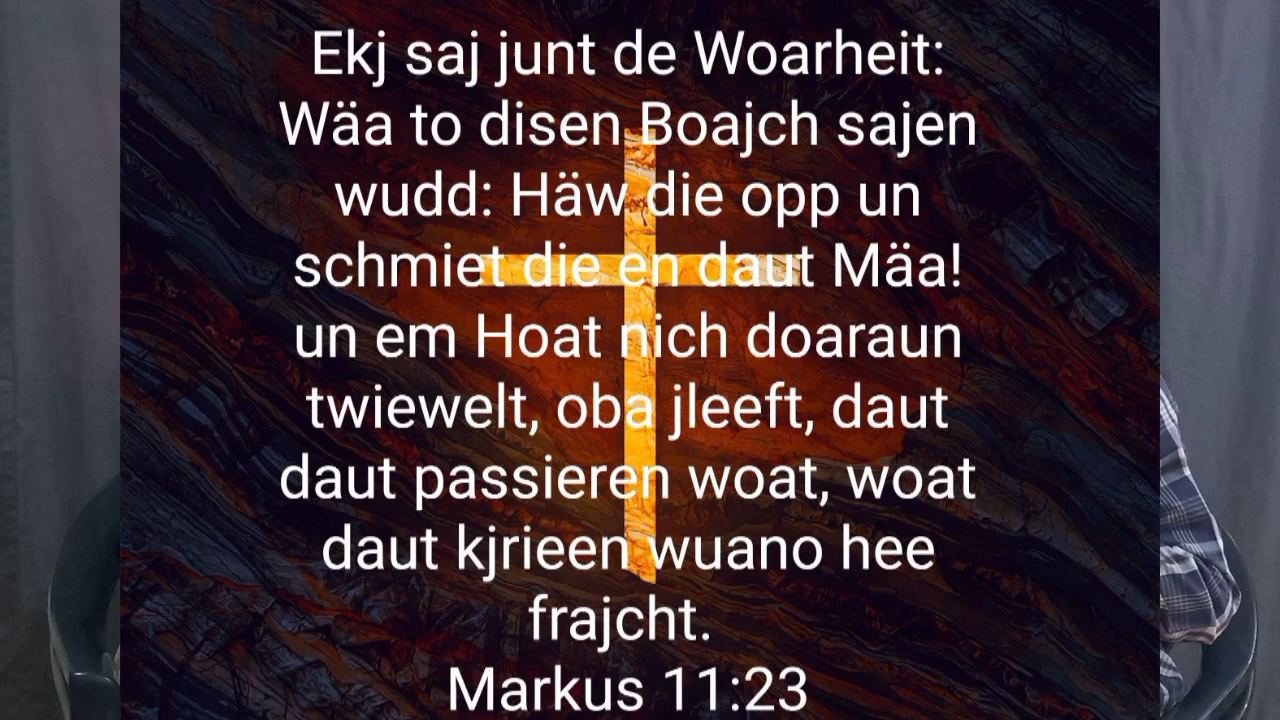 Ekj saj junt de Woarheit:
Wäa to disen Boajch sajen
wudd: Häw die opp un
schmiet die en daut Mäa!
un em Hoat nich doaraun
twiewelt, oba jleeft, daut
daut passieren woat, woat
daut kjrieen wuano hee
frajcht.
Markus 11:23